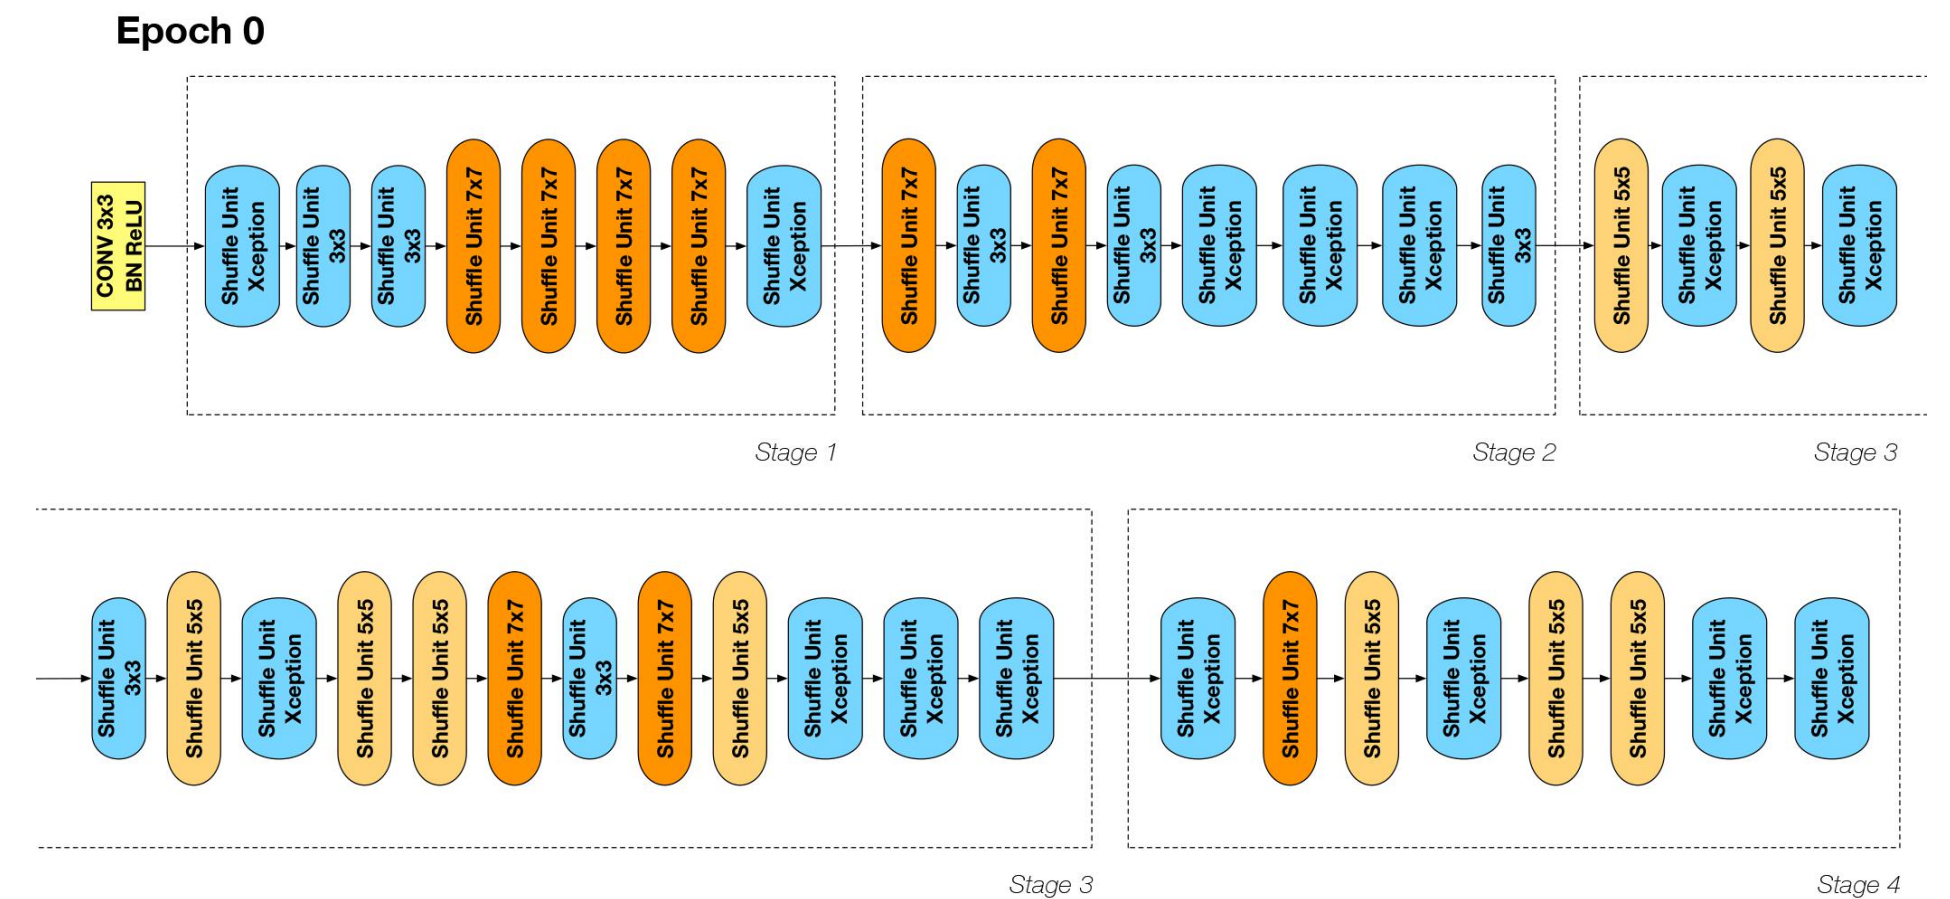 Epoch 0
CONV 3x3
BN ReLU
Shuffle Unit
Xception
Shuffle Unit
3x3
Shuffle Unit
3x3
Shuffle Unit 7x7
Shuffle Unit 7x7
Shuffle Unit 7x7
Shuffle Unit 7x7
Shuffle Unit
Xception
Stage 1
Shuffle Unit 7x7
Shuffle Unit
3x3
Shuffle Unit 7x7
Shuffle Unit
3x3
Shuffle Unit
Xception
Shuffle Unit
Xception
Shuffle Unit
Xception
Shuffle Unit
3x3
Stage 2
Shuffle Unit 5x5
Shuffle Unit
Xception
Shuffle Unit 5x5
Shuffle Unit
Xception
Stage 3
Shuffle Unit
3x3
Shuffle Unit 5x5
Shuffle Unit
Xception
Shuffle Unit 5x5
Shuffle Unit 5x5
Shuffle Unit 7x7
Shuffle Unit
3x3
Shuffle Unit 7x7
Shuffle Unit 5x5
Shuffle Unit
Xception
Shuffle Unit
Xception
Shuffle Unit
Xception
Stage 3
Shuffle Unit
Xception
Shuffle Unit 7x7
Shuffle Unit 5x5
Shuffle Unit
Xception
Shuffle Unit 5x5
Shuffle Unit 5x5
Shuffle Unit
Xception
Shuffle Unit
Xception
Stage 4